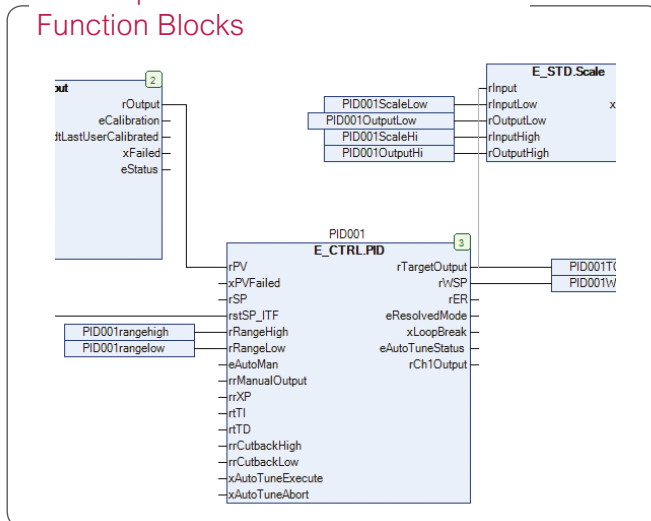 Function Blocks
2
rOutput
eCalibration
xFailed
eStatus
E_STD.Scale
rInput
PID001ScaleLow
rInputLow
x
PID001OutputLow
rOutputLow
PID001ScaleHi
rInputHigh
PID001OutputHi
rOutputHigh
PID001
3
E_CTRL.PID
rPV
rTargetOutput
xPVFailed
rWSP
rSP
rER
rstSP_ITF
eResolvedMode
PID001rangehigh
rRangeHigh
xLoopBreak
PID001rangelow
rRangeLow
eAutoTuneStatus
eAutoMan
rCh1Output
rrManualOutput
rrXP
rtTI
rtTD
rrCutbackHigh
rrCutbackLow
xAutoTuneExecute
xAutoTuneAbort